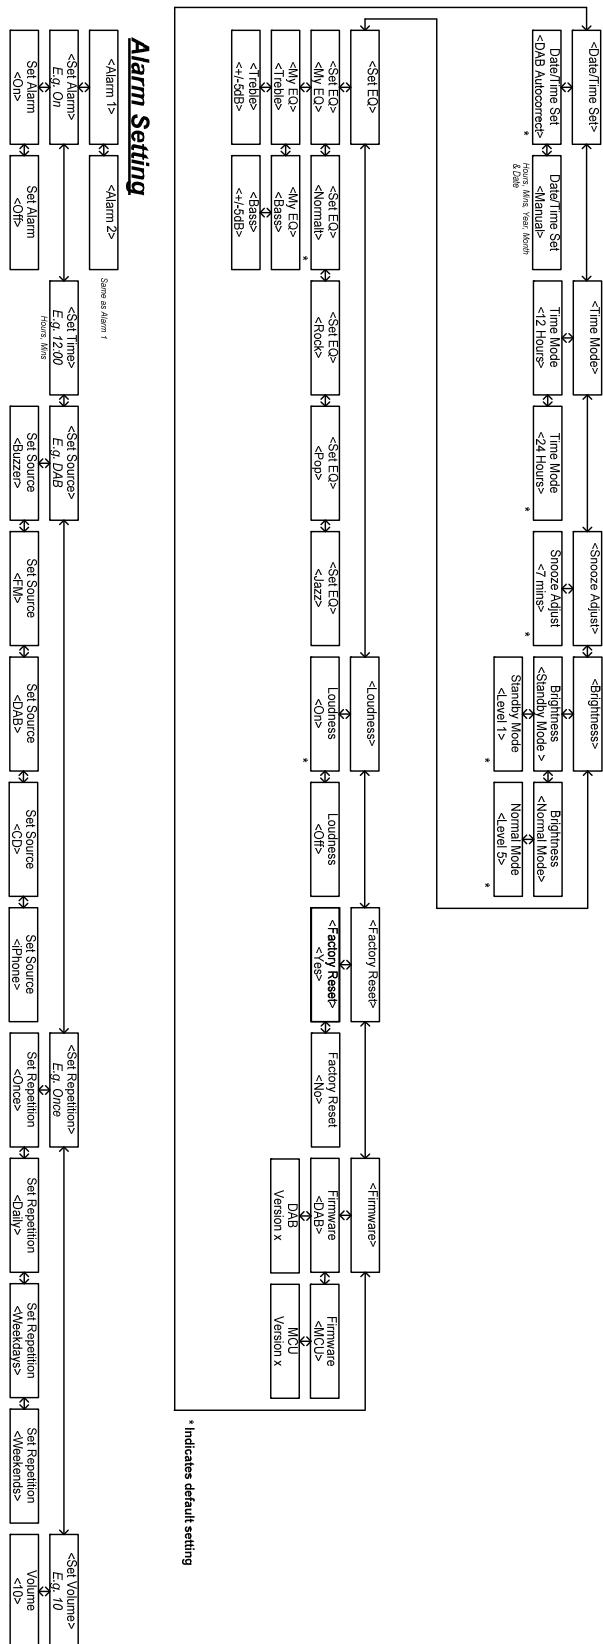 <Date/Time Set>
<Time Mode>
<Snooze Adjust>
<Brightness>
Date/Time Set
<DAB Autocorrect>
*
Date/Time Set
<Manual>
Hours, Mins, Year, Month
& Date
Time Mode
<12 Hours>
Time Mode
<24 Hours>
*
Snooze Adjust
<7 mins>
*
Brightness
<Standby Mode >
Brightness
<Normal Mode>
Standby Mode
<Level 1>
*
Normal Mode
<Level 5>
*
<Set EQ>
<Loudness>
<Factory Reset>
<Firmware>
<Set EQ>
<My EQ>
<Set EQ>
<Normalt>
*
<Set EQ>
<Rock>
<Set EQ>
<Pop>
<Set EQ>
<Jazz>
Loudness
<On>
*
Loudness
<Off>
<Factory Reset>
<Yes>
Factory Reset
<No>
Firmware
<DAB>
Firmware
<MCU>
<My EQ>
<Treble>
<My EQ>
<Bass>
DAB
Version x
MCU
Version x
<Treble>
<+/-5dB>
<Bass>
<+/-5dB>
* Indicates default setting
Alarm Setting
<Alarm 1>
<Alarm 2>
Same as Alarm 1
<Set Alarm>
E.g. On
<Set Time>
E.g. 12:00
Hours, Mins
<Set Source>
E.g. DAB
<Set Repetition>
E.g. Once
<Set Volume>
E.g. 10
Set Alarm
<On>
Set Alarm
<Off>
Set Source
<Buzzer>
Set Source
<FM>
Set Source
<DAB>
Set Source
<CD>
Set Source
<iPhone>
Set Repetition
<Once>
Set Repetition
<Daily>
Set Repetition
<Weekdays>
Set Repetition
<Weekends>
Volume
<10>